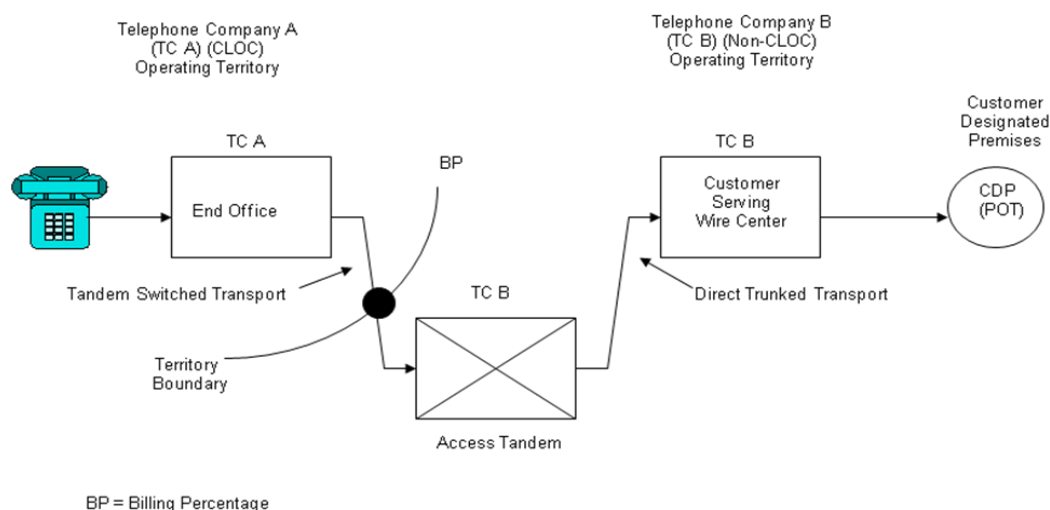 Telephone Company A
(TC A) (CLOC)
Operating Territory
Telephone Company B
(TC B) (Non-CLOC)
Operating Territory
Customer
Designated
Premises
TC A
BP
TC B
End Office
Customer
Serving
Wire Center
CDP
(POT)
Tandem Switched Transport
TC B
Direct Trunked Transport
Territory
Boundary
Access Tandem
BP = Billing Percentage